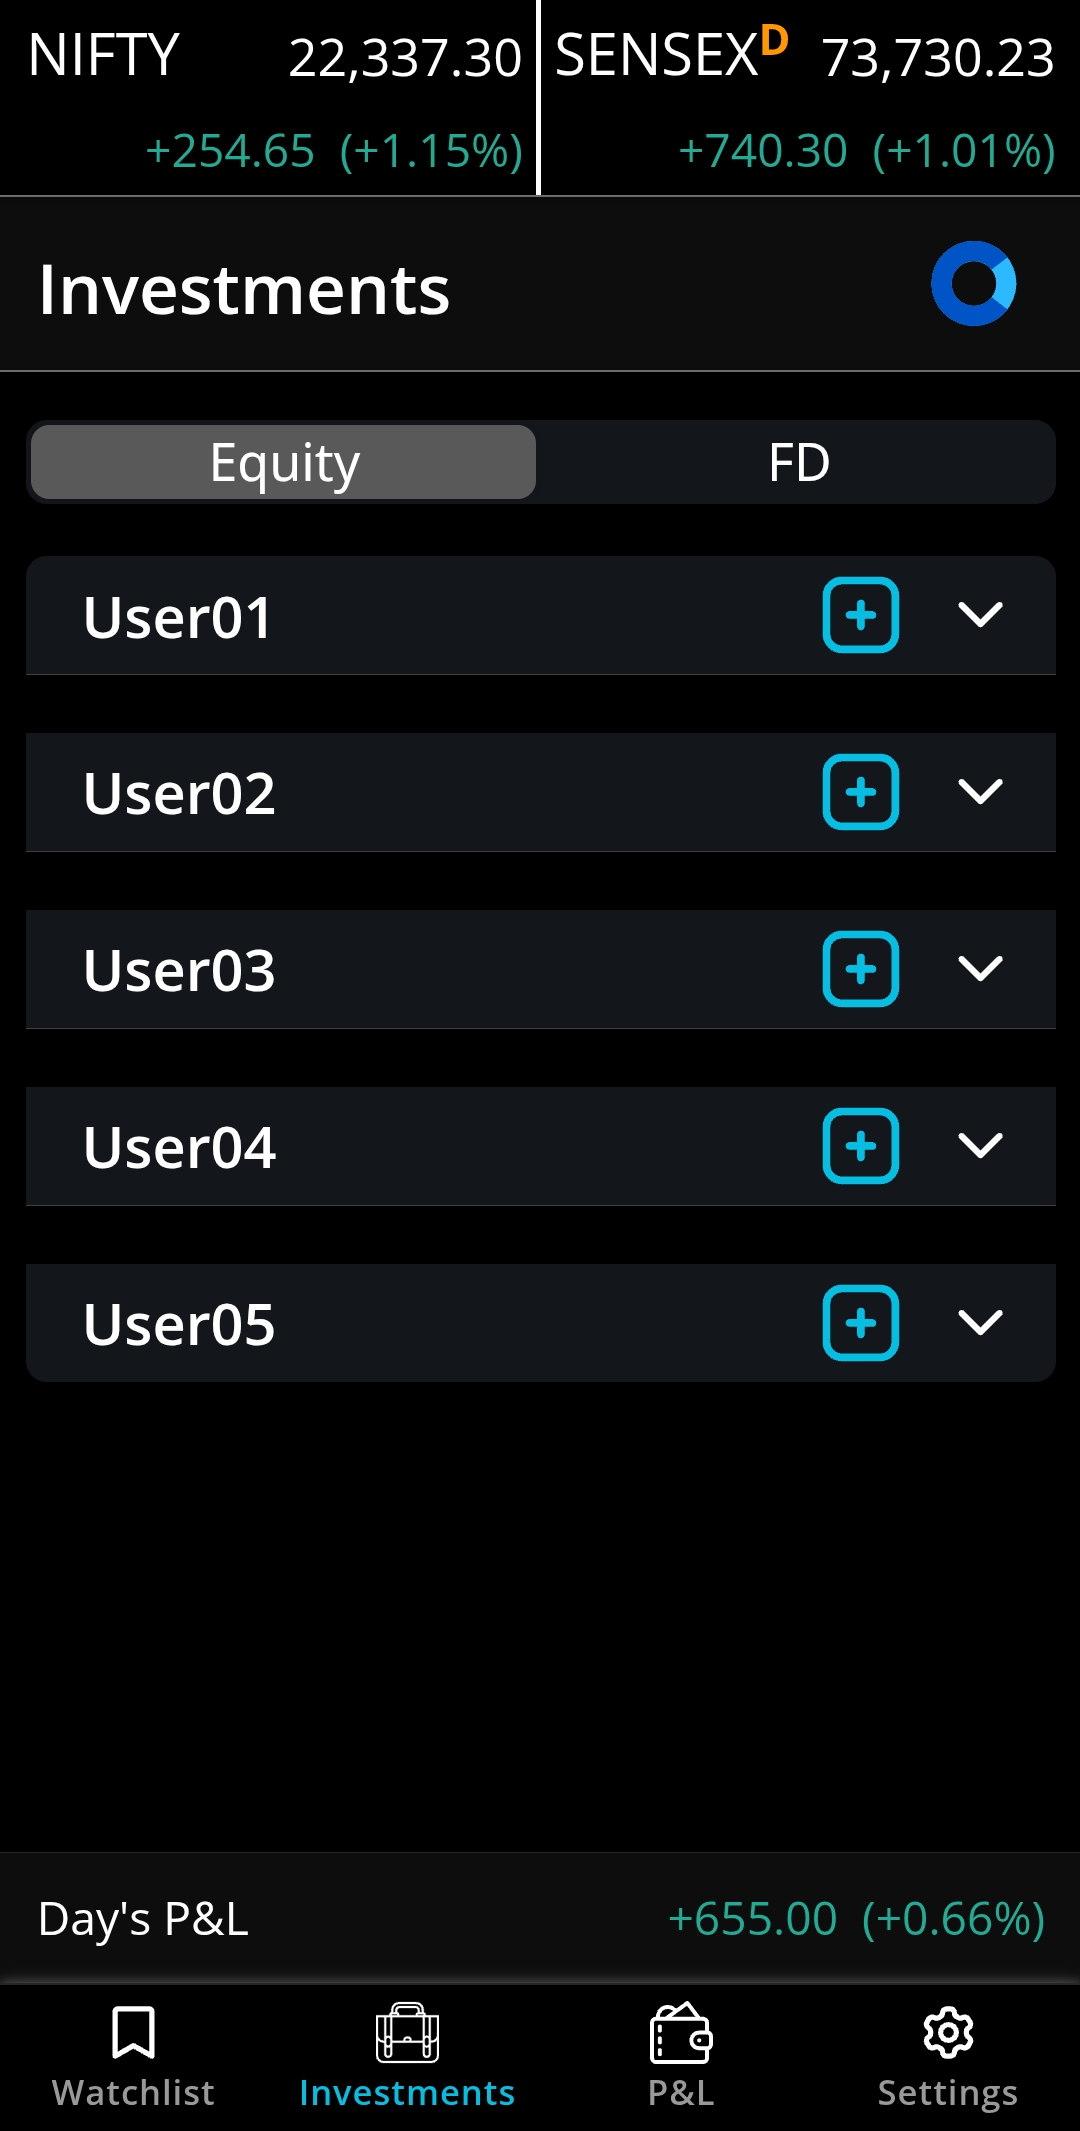 NIFTY 22,337.30
+254.65 (+1.15%)
SENSEX D 73,730.23
+740.30 (+1.01%)
Investments
Equity FD
User01
User02
User03
User04
User05
Day's P&L +655.00 (+0.66%)
Watchlist Investments P&L Settings